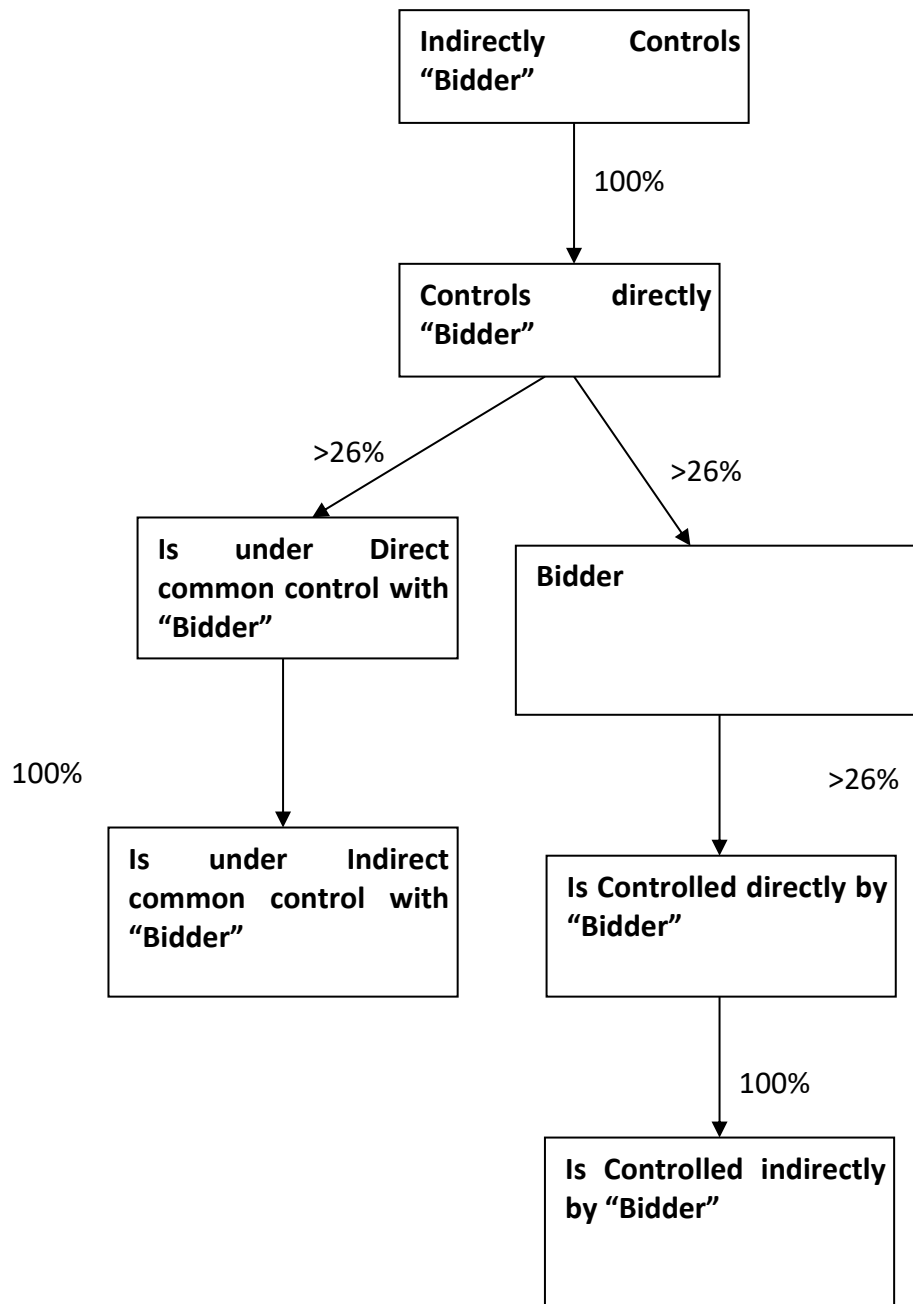 Indirectly Controls
“Bidder”
100%
Controls directly
“Bidder”
>26%
>26%
Is under Direct
common control with
“Bidder”
Bidder
100%
>26%
Is under Indirect
common control with
“Bidder”
Is Controlled directly by
“Bidder”
100%
Is Controlled indirectly
by “Bidder”